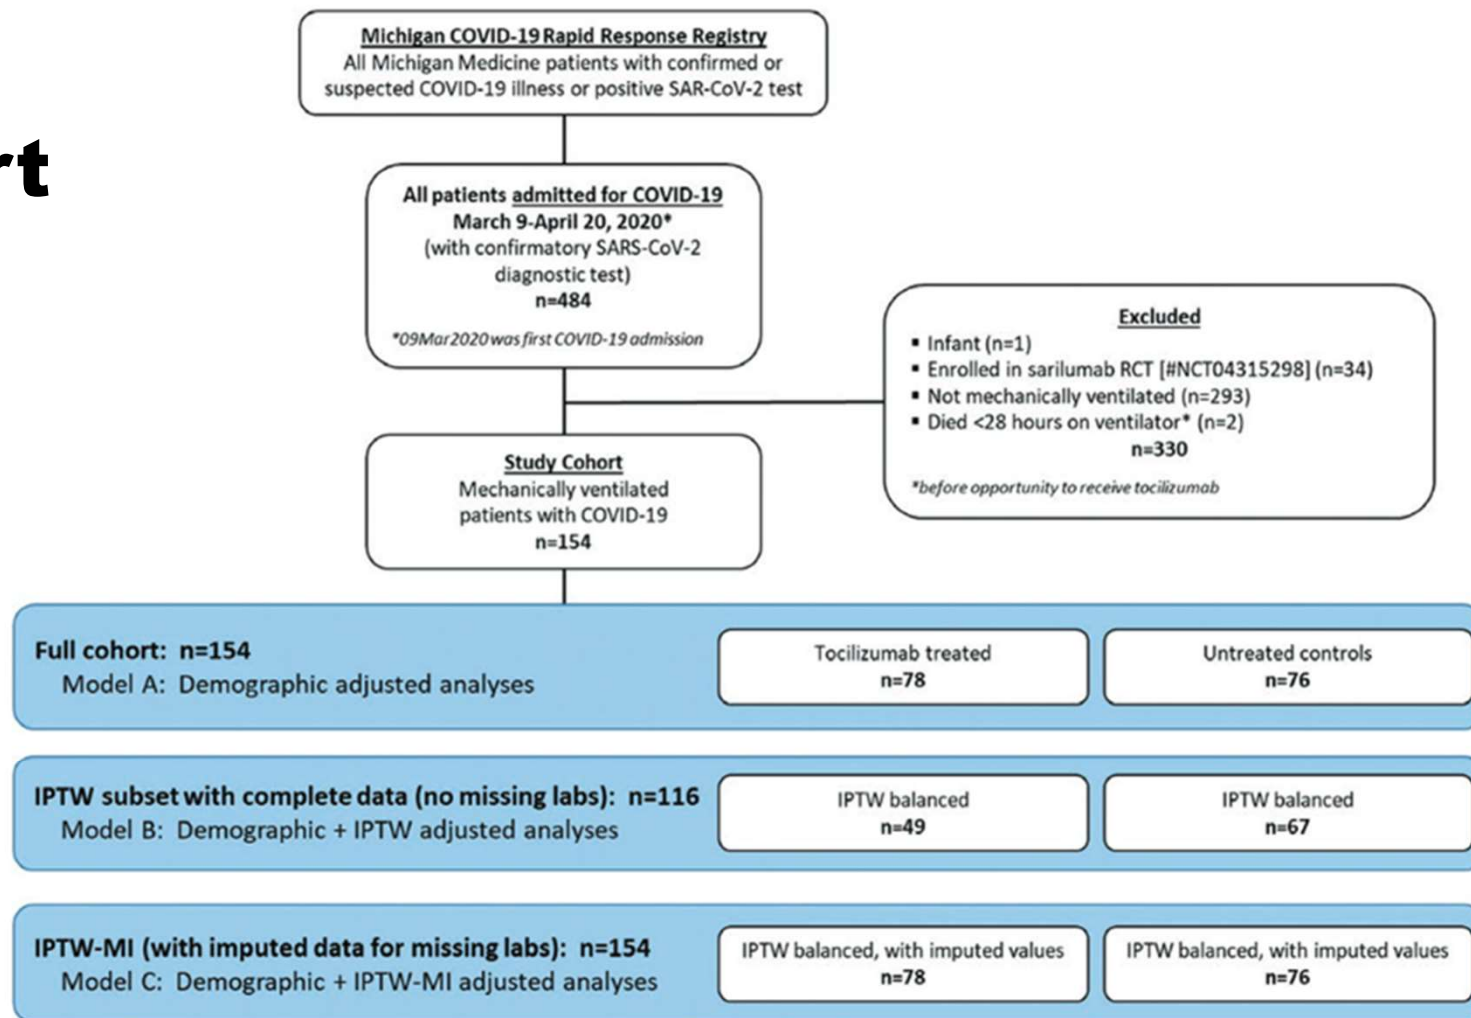 Michigan COVID-19 Rapid Response Registry
All Michigan Medicine patients with confirmed or
suspected COVID-19 illness or positive SAR-CoV-2 test
rt
All patients admitted for COVID-19
March 9-April 20, 2020*
(with confirmatory SARS-CoV-2
diagnostic test)
n=484
*09Mar2020 was first COVID-19 admission
Excluded
▪ Infant (n=1)
▪ Enrolled in sarilumab RCT [#NCT04315298] (n=34)
▪ Not mechanically ventilated (n=293)
▪ Died <28 hours on ventilator* (n=2)
n=330
*before opportunity to receive tocilizumab
Study Cohort
Mechanically ventilated
patients with COVID-19
n=154
Full cohort: n=154
Model A: Demographic adjusted analyses
Tocilizumab treated
n=78
Untreated controls
n=76
IPTW subset with complete data (no missing labs): n=116
Model B: Demographic + IPTW adjusted analyses
IPTW balanced
n=49
IPTW balanced
n=67
IPTW-MI (with imputed data for missing labs): n=154
Model C: Demographic + IPTW-MI adjusted analyses
IPTW balanced, with imputed values
n=78
IPTW balanced, with imputed values
n=76